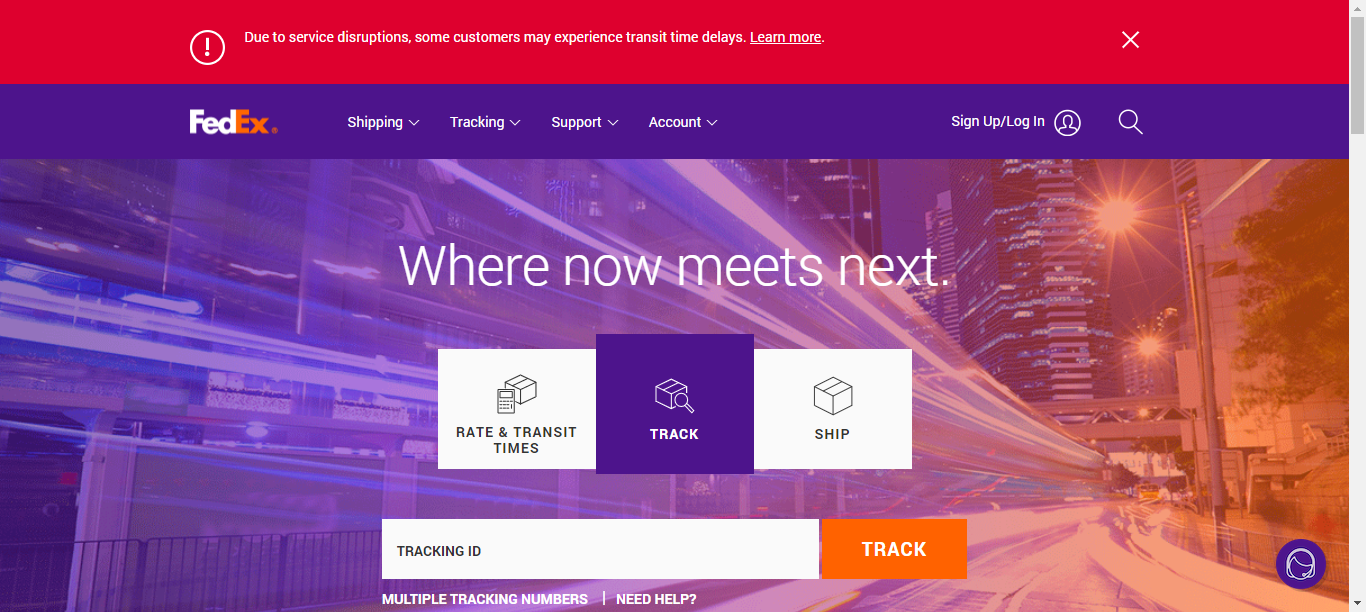 Due to service disruptions, some customers may experience transit time delays. Learn more.
FedEx®
Shipping
Tracking
Support
Account
Sign Up/Log In
Where now meets next.
RATE & TRANSIT
TIMES
TRACK
SHIP
TRACKING ID
TRACK
MULTIPLE TRACKING NUMBERS | NEED HELP?